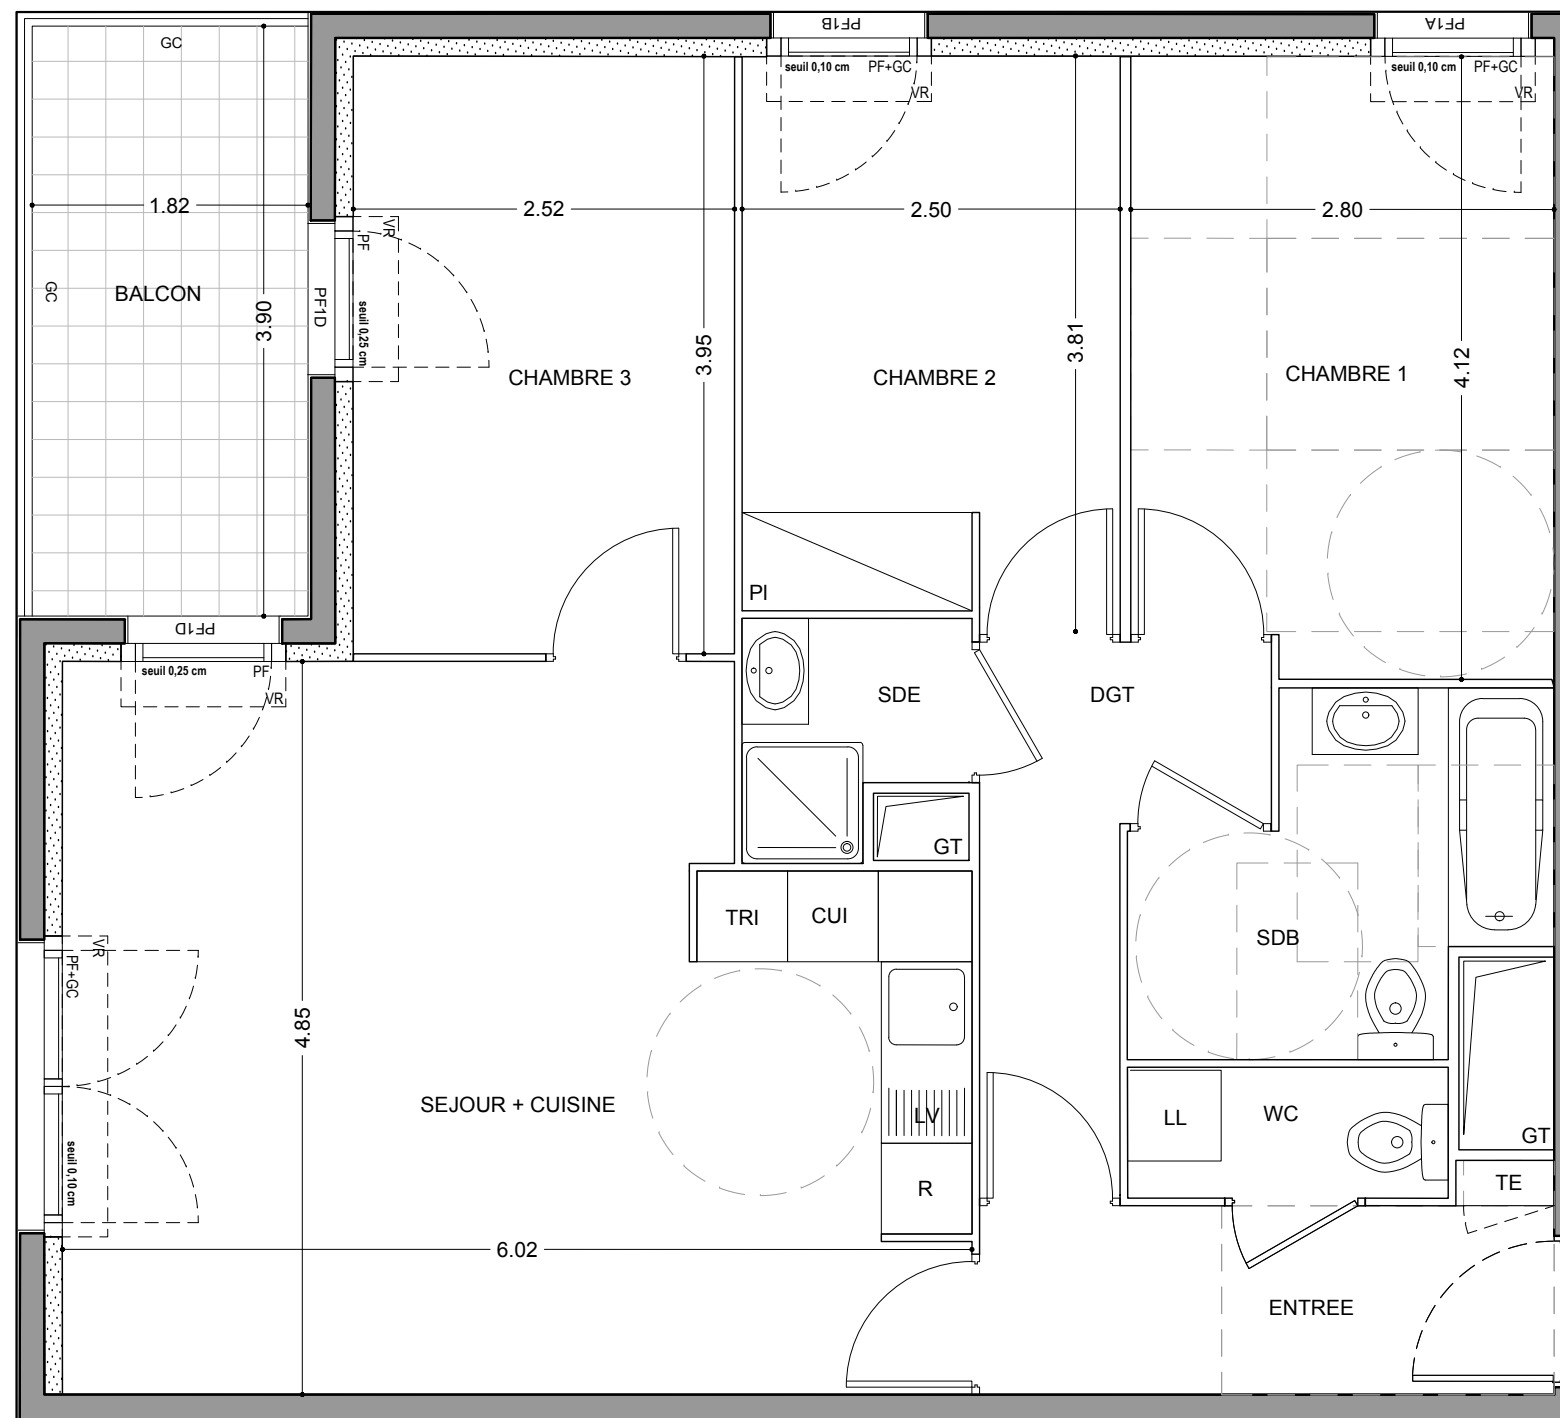 PF1B
PF1A
GC
seuil 0,10 cm
PF+GC
VR
seuil 0,10 cm
PF+GC
VR
1.82
2.52
2.50
2.80
VR
PF
GC
BALCON
PF1D
seuil 0,25 cm
3.90
3.95
3.81
4.12
CHAMBRE 3
CHAMBRE 2
CHAMBRE 1
PI
PF1D
seuil 0,25 cm
PF
VR
SDE
DGT
GT
TRI
CUI
SDB
VR
PF+GC
4.85
SEJOUR + CUISINE
LV
LL
WC
GT
seuil 0,10 cm
R
TE
6.02
ENTREE